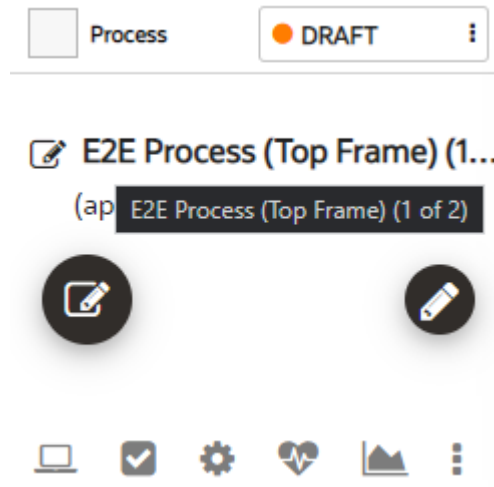 Process
DRAFT
E2E Process (Top Frame) (1...
(ap
E2E Process (Top Frame) (1 of 2)